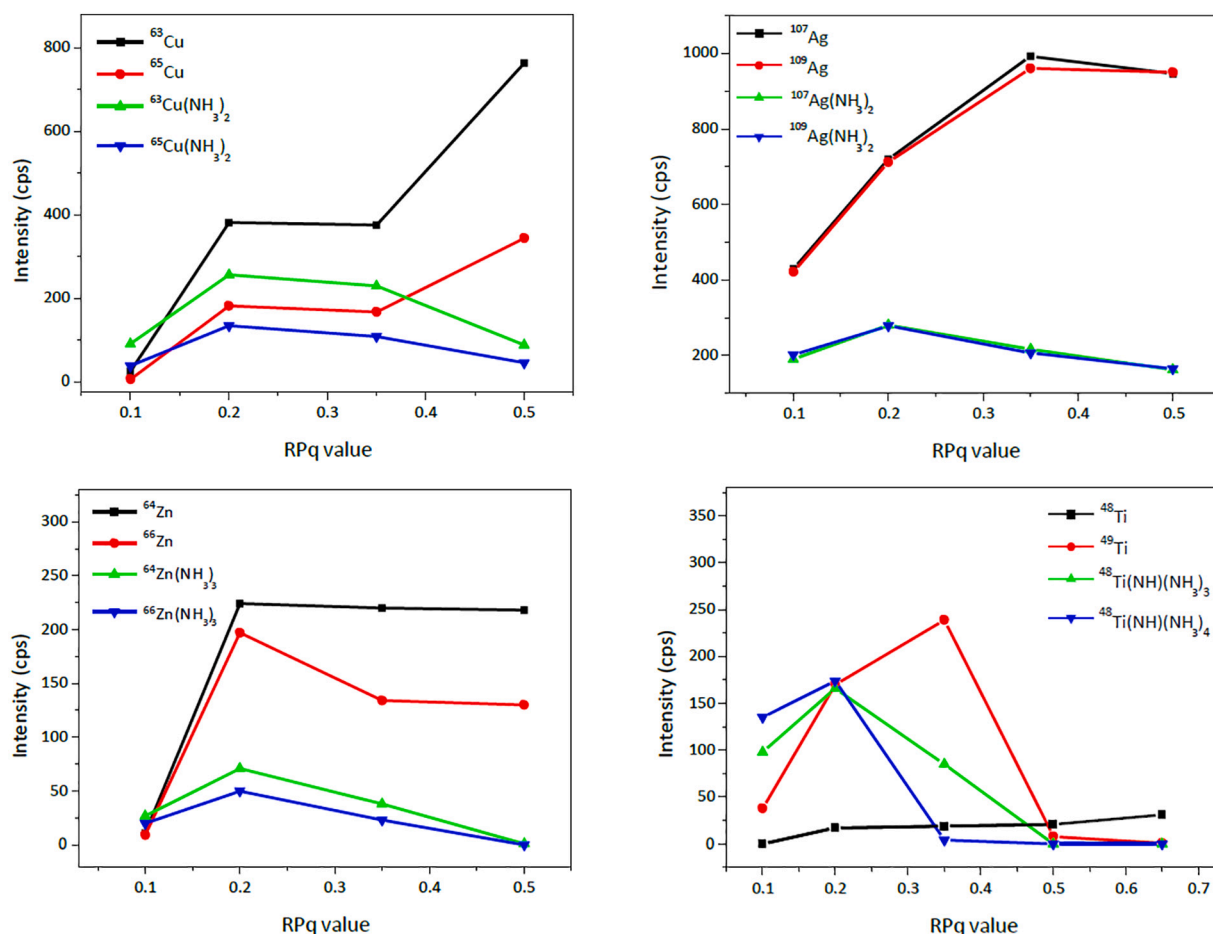 ⁶³Cu
⁶⁵Cu
⁶³Cu(NH₃)₂
⁶⁵Cu(NH₃)₂
800
600
400
200
0
Intensity (cps)
0.1 0.2 0.3 0.4 0.5
RPq value
¹⁰⁷Ag
¹⁰⁹Ag
¹⁰⁷Ag(NH₃)₂
¹⁰⁹Ag(NH₃)₂
1000
800
600
400
200
Intensity (cps)
0.1 0.2 0.3 0.4 0.5
RPq value
⁶⁴Zn
⁶⁶Zn
⁶⁴Zn(NH₃)₃
⁶⁶Zn(NH₃)₃
300
250
200
150
100
50
0
Intensity (cps)
0.1 0.2 0.3 0.4 0.5
RPq value
⁴⁸Ti
⁴⁹Ti
⁴⁸Ti(NH)(NH₃)₃
⁴⁸Ti(NH)(NH₃)₄
350
300
250
200
150
100
50
0
Intensity (cps)
0.1 0.2 0.3 0.4 0.5 0.6 0.7
RPq value